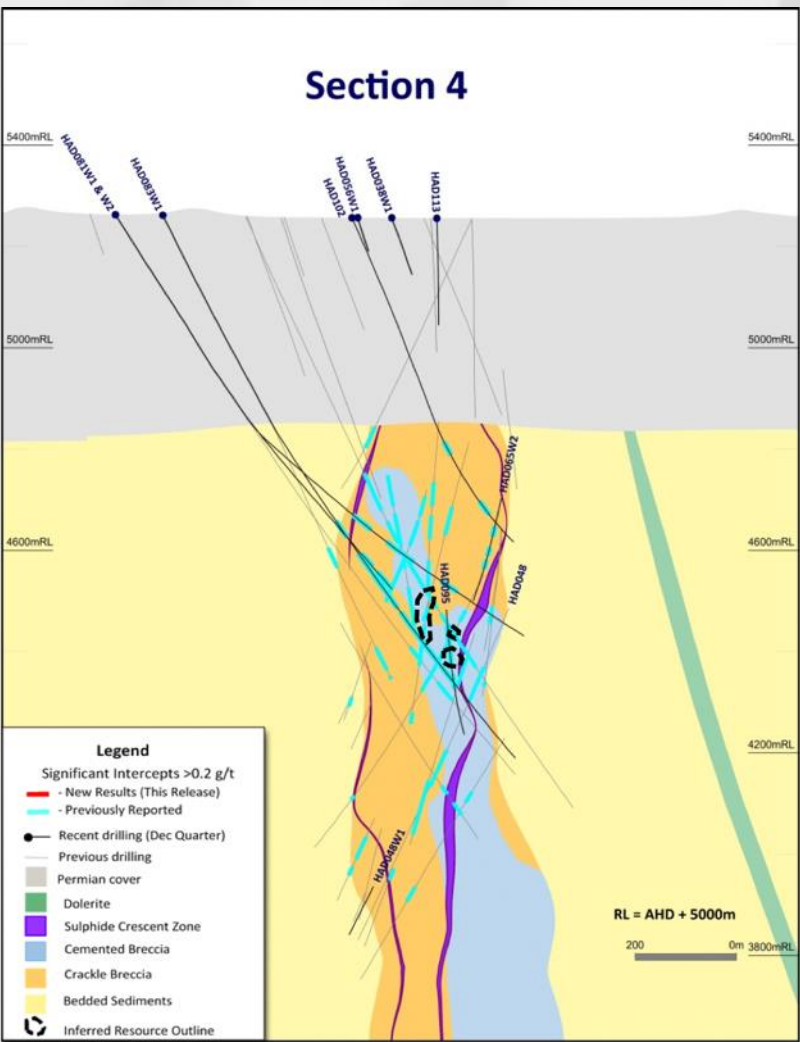 Section 4
5400mRL
5400mRL
HAD081W1 & W2
HAD083W1
HAD102
HAD056W1
HAD038W1
HAD113
5000mRL
5000mRL
HAD065W2
4600mRL
4600mRL
HAD095
HAD048
4200mRL
HAD048W1
Legend
Significant Intercepts >0.2 g/t
- New Results (This Release)
- Previously Reported
Recent drilling (Dec Quarter)
Previous drilling
Permian cover
Dolerite
Sulphide Crescent Zone
Cemented Breccia
Crackle Breccia
Bedded Sediments
Inferred Resource Outline
RL = AHD + 5000m
200 0m
3800mRL